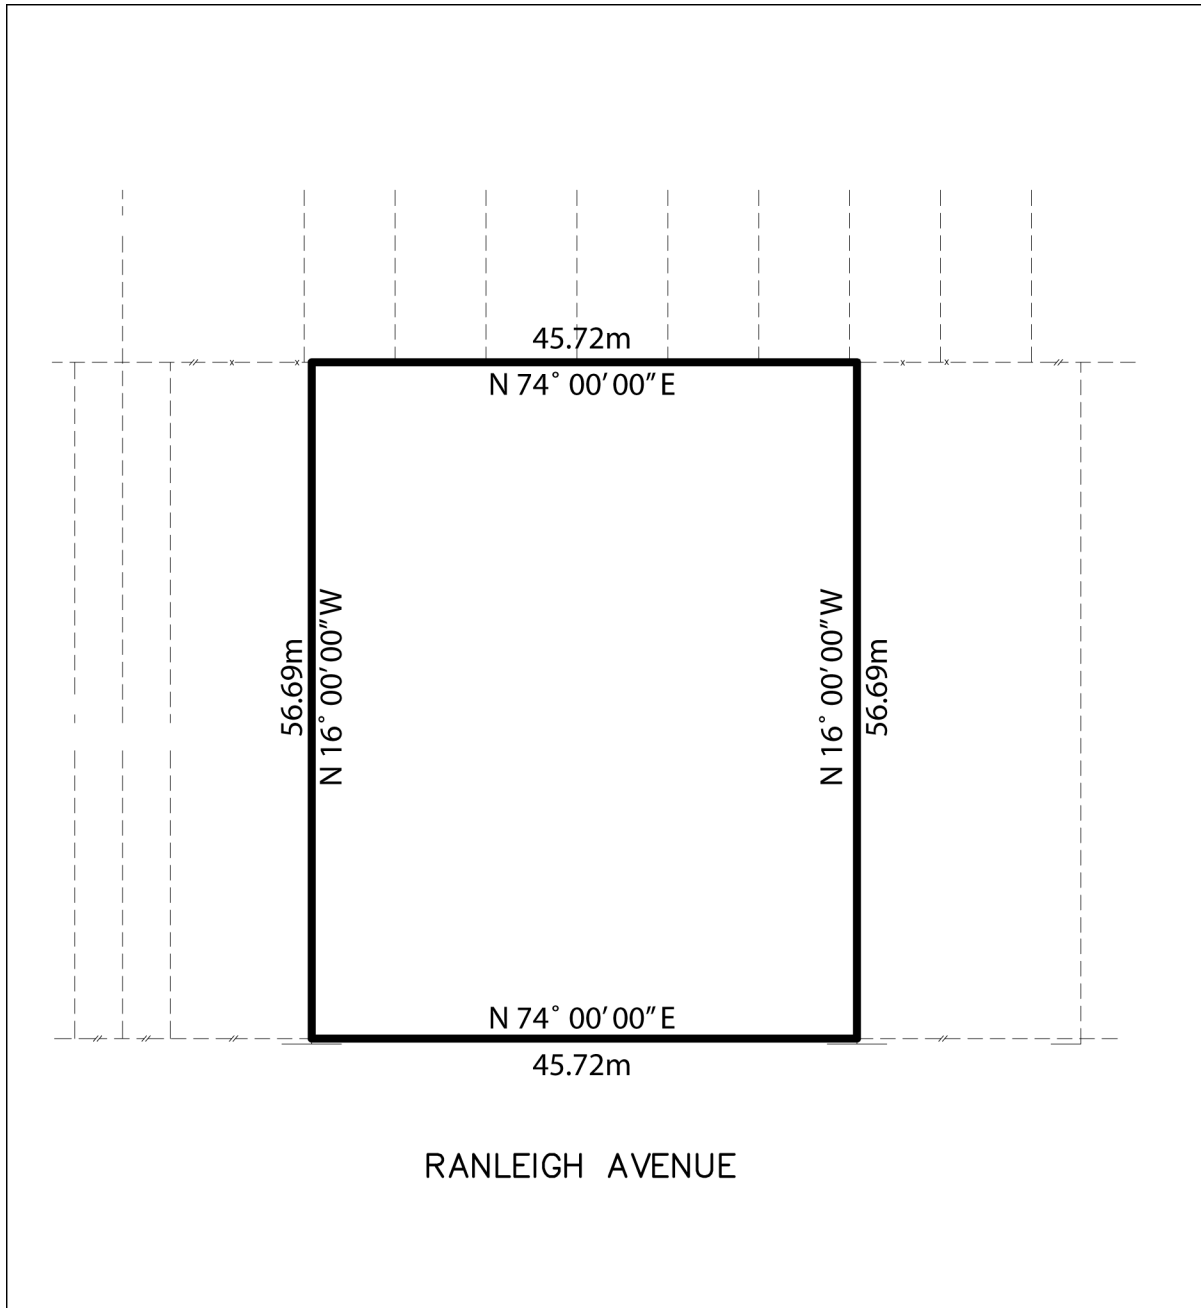 45.72m
N 74° 00’ 00” E
56.69m
N 16° 00’ 00” W
N 16° 00’ 00” W
56.69m
N 74° 00’ 00” E
45.72m
RANLEIGH AVENUE